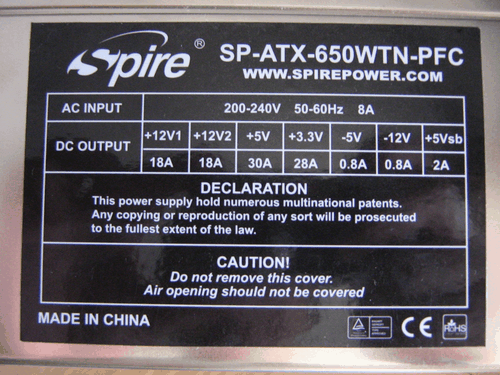 Spire ® SP-ATX-650WTN-PFC
WWW.SPIREPOWER.COM
AC INPUT 200-240V 50-60Hz 8A
DC OUTPUT +12V1 +12V2 +5V +3.3V -5V -12V +5Vsb
18A 18A 30A 28A 0.8A 0.8A 2A
DECLARATION
This power supply hold numerous multinational patents.
Any copying or reproduction of any sort will be prosecuted
to the fullest extent of the law.
CAUTION!
Do not remove this cover.
Air opening should not be covered
MADE IN CHINA CE RoHS